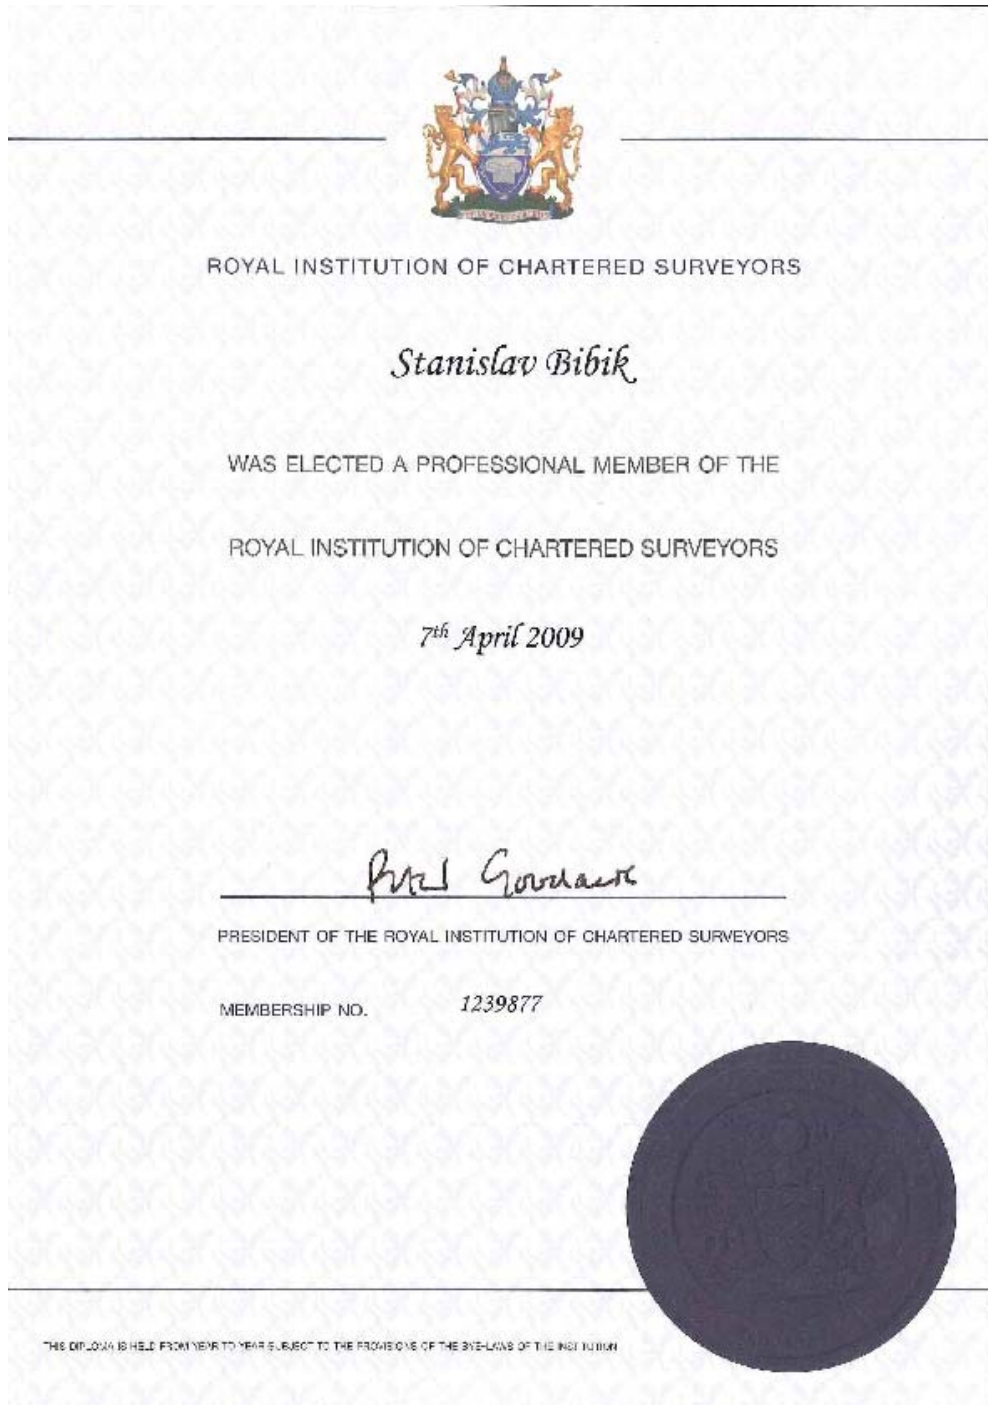 ROYAL INSTITUTION OF CHARTERED SURVEYORS
Stanislav Bibik
WAS ELECTED A PROFESSIONAL MEMBER OF THE
ROYAL INSTITUTION OF CHARTERED SURVEYORS
7th April 2009
PRESIDENT OF THE ROYAL INSTITUTION OF CHARTERED SURVEYORS
MEMBERSHIP NO. 1239877
THIS DIPLOMA IS HELD FROM YEAR TO YEAR SUBJECT TO THE PROVISIONS OF THE BYE-LAWS OF THE INSTITUTION